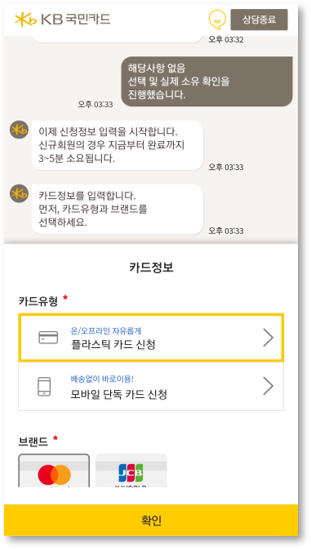 KB국민카드
상담종료
오후 03:32
해당사항 없음
선택 및 실제 소유 확인을
진행했습니다.
오후 03:33
이제 신청정보 입력을 시작합니다.
신규회원의 경우 지금부터 완료까지
3~5분 소요됩니다.
오후 03:33
카드정보를 입력합니다.
먼저, 카드유형과 브랜드를
선택하세요.
오후 03:33
카드정보
카드유형 *
온/오프라인 자유롭게
플라스틱 카드 신청
배송없이 바로이용!
모바일 단독 카드 신청
브랜드 *
JCB
확인